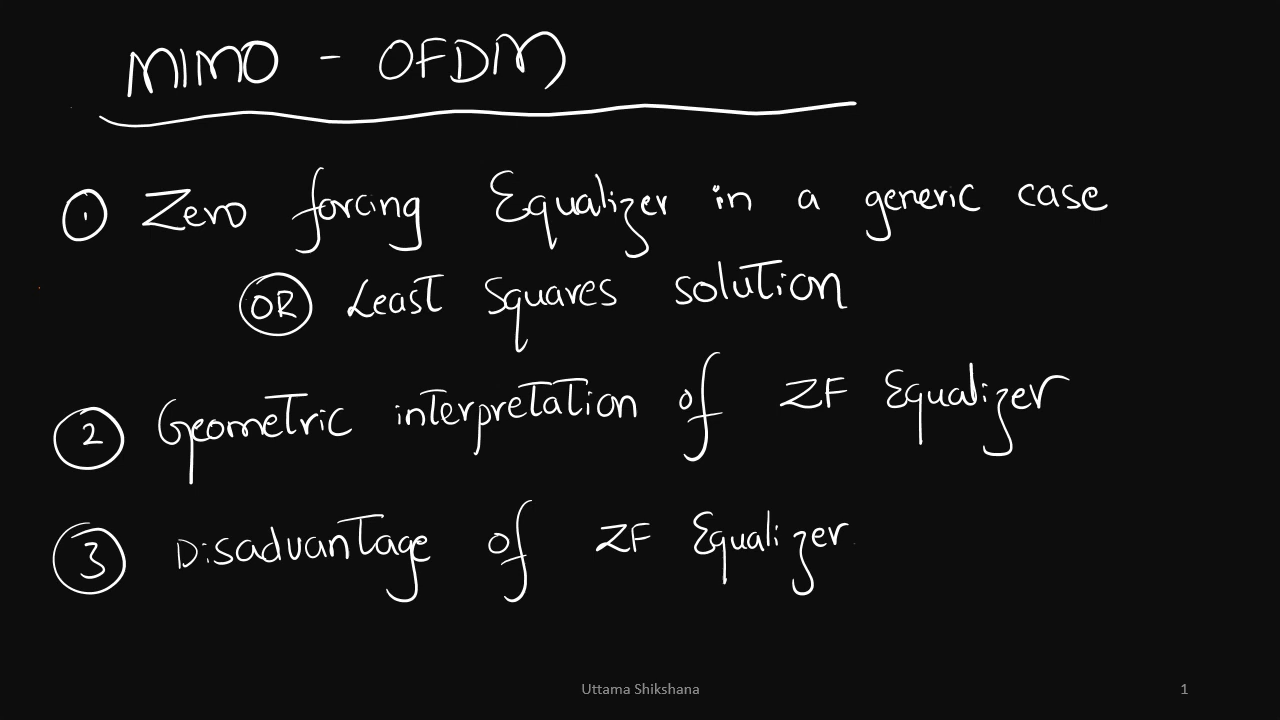 MIMO - OFDM
1 Zero forcing Equalizer in a generic case
OR Least Squares solution
2 Geometric interpretation of ZF Equalizer
3 Disadvantage of ZF Equalizer
Uttama Shikshana 1